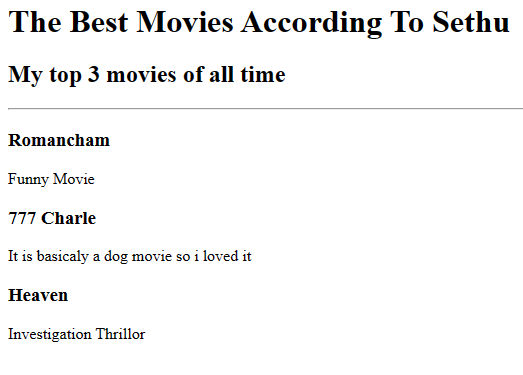 The Best Movies According To Sethu
My top 3 movies of all time
Romancham
Funny Movie
777 Charle
It is basicaly a dog movie so i loved it
Heaven
Investigation Thrillor